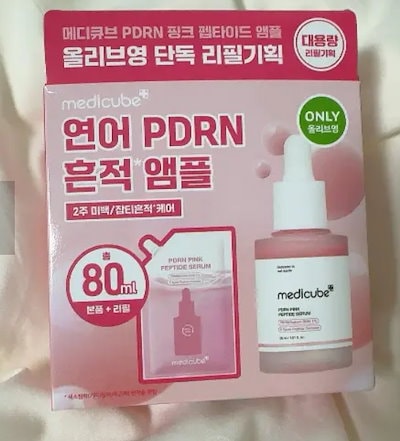 메디큐브 PDRN 핑크 펩타이드 앰플
올리브영 단독 리필기획
대용량
리필기획
medicube
ONLY
올리브영
연어 PDRN
흔적*앰플
2주 미백/잡티흔적*케어
총
80ml
본품 + 리필
PDRN PINK
PEPTIDE SERUM
medicube
medicube
PDRN PINK
PEPTIDE SERUM